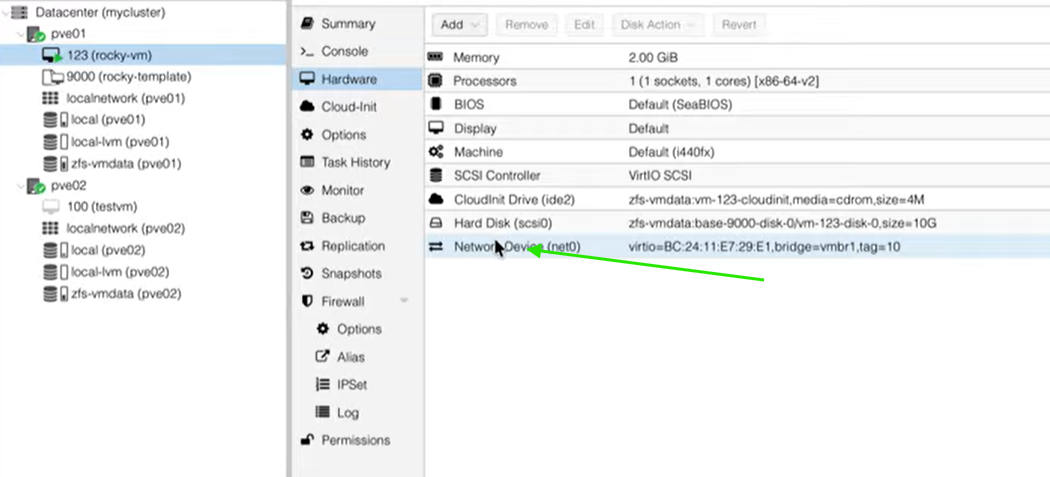 Datacenter (mycluster)
pve01
123 (rocky-vm)
9000 (rocky-template)
localnetwork (pve01)
local (pve01)
local-lvm (pve01)
zfs-vmdata (pve01)
pve02
100 (testvm)
localnetwork (pve02)
local (pve02)
local-lvm (pve02)
zfs-vmdata (pve02)
Summary
Console
Hardware
Cloud-Init
Options
Task History
Monitor
Backup
Replication
Snapshots
Firewall
Options
Alias
IPSet
Log
Permissions
Add Remove Edit Disk Action Revert
Memory 2.00 GiB
Processors 1 (1 sockets, 1 cores) [x86-64-v2]
BIOS Default (SeaBIOS)
Display Default
Machine Default (i440fx)
SCSI Controller VirtIO SCSI
CloudInit Drive (ide2) zfs-vmdata:vm-123-cloudinit,media=cdrom,size=4M
Hard Disk (scsi0) zfs-vmdata:base-9000-disk-0/vm-123-disk-0,size=10G
Network Device (net0) virtio=BC:24:11:E7:29:E1,bridge=vmbr1,tag=10